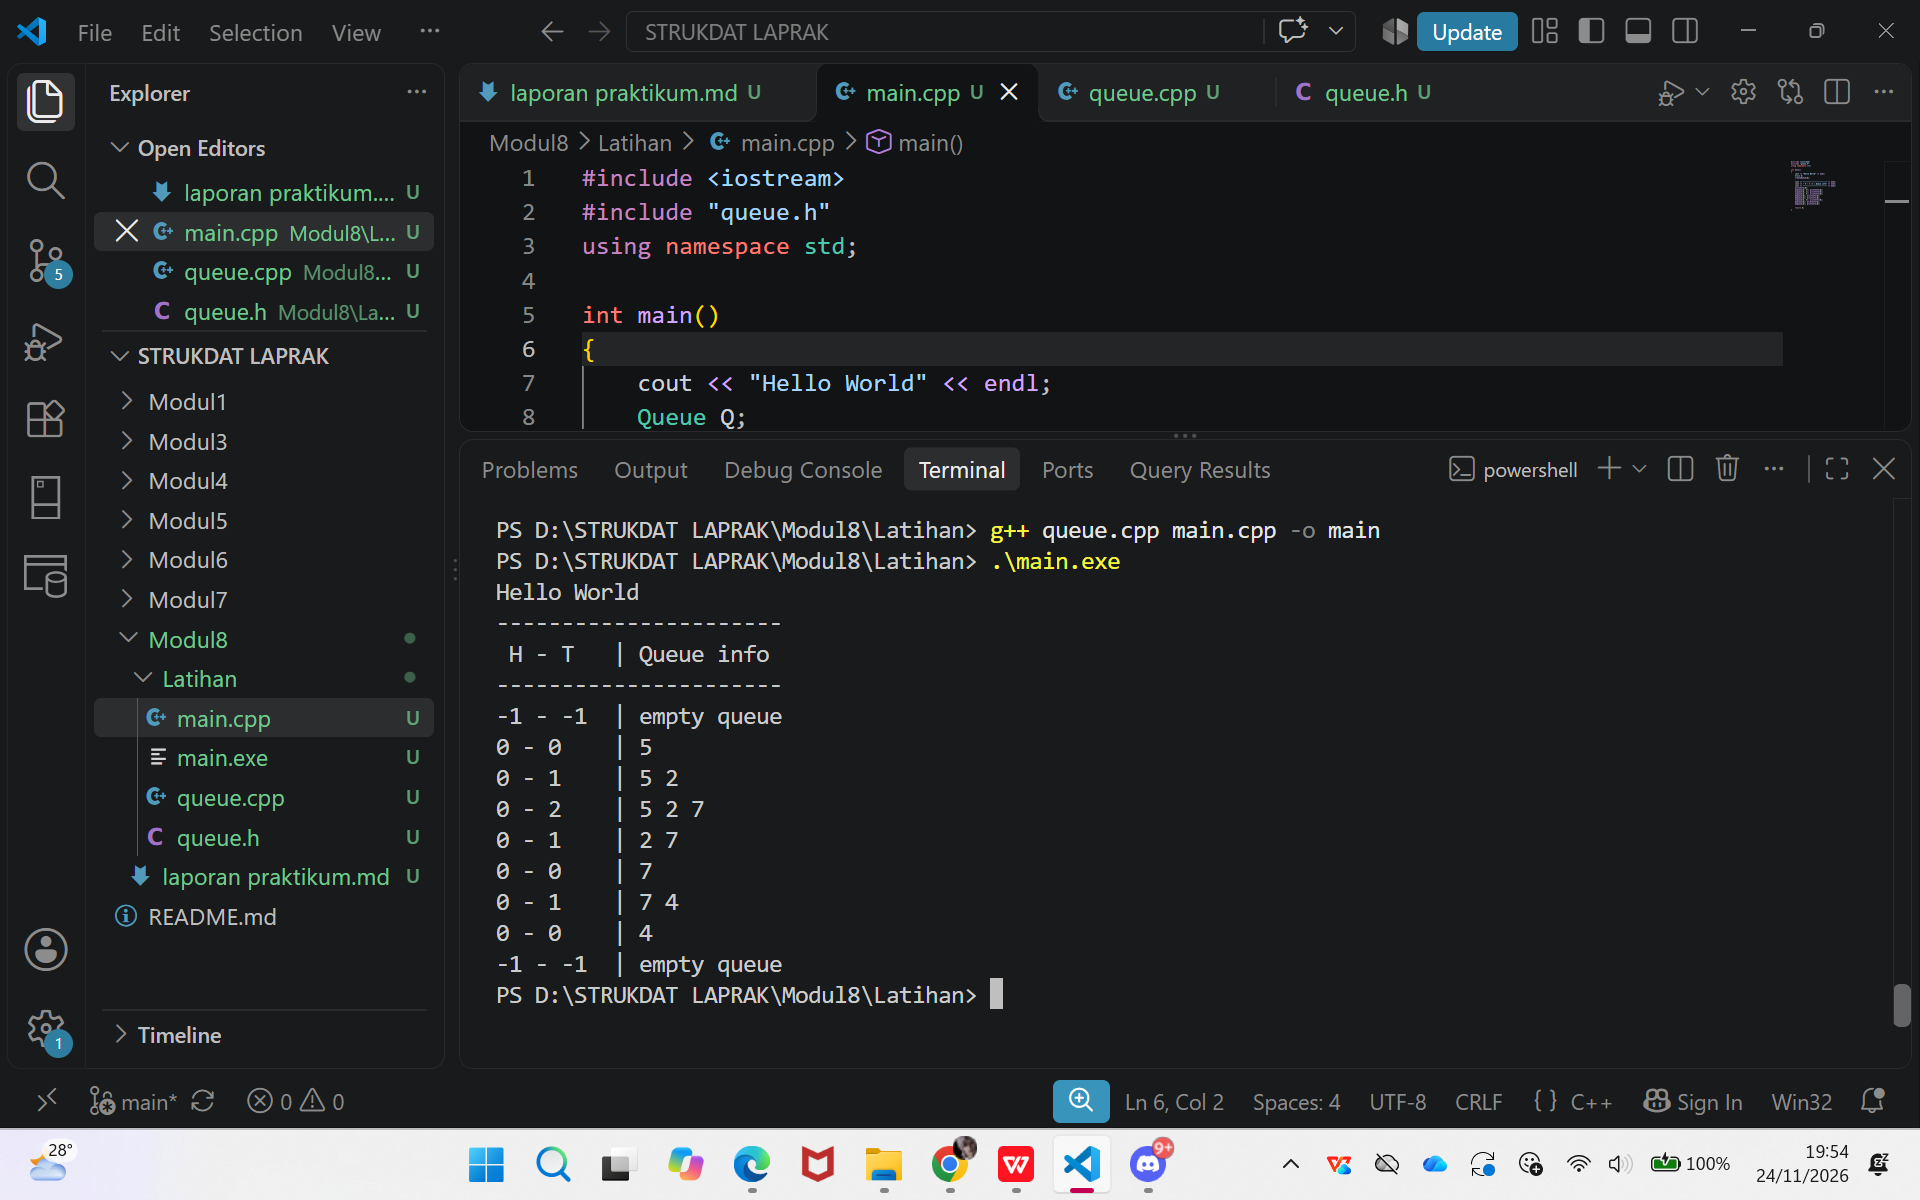 File Edit Selection View ···
STRUKDAT LAPRAK
Update
Explorer
Open Editors
laporan praktikum.... U
main.cpp Modul8\L... U
queue.cpp Modul8... U
queue.h Modul8\La... U
STRUKDAT LAPRAK
Modul1
Modul3
Modul4
Modul5
Modul6
Modul7
Modul8
Latihan
main.cpp U
main.exe U
queue.cpp U
queue.h U
laporan praktikum.md U
README.md
Timeline
5
1
laporan praktikum.md U
main.cpp U
queue.cpp U
queue.h U
Modul8 > Latihan > main.cpp > main()
1 #include <iostream>
2 #include "queue.h"
3 using namespace std;
4
5 int main()
6 {
7 cout << "Hello World" << endl;
8 Queue Q;
Problems Output Debug Console Terminal Ports Query Results
powershell
PS D:\STRUKDAT LAPRAK\Modul8\Latihan> g++ queue.cpp main.cpp -o main
PS D:\STRUKDAT LAPRAK\Modul8\Latihan> .\main.exe
Hello World
----------------------
 H - T   | Queue info
----------------------
-1 - -1  | empty queue
0 - 0    | 5
0 - 1    | 5 2
0 - 2    | 5 2 7
0 - 1    | 2 7
0 - 0    | 7
0 - 1    | 7 4
0 - 0    | 4
-1 - -1  | empty queue
PS D:\STRUKDAT LAPRAK\Modul8\Latihan>
main* 0 0
Ln 6, Col 2 Spaces: 4 UTF-8 CRLF {} C++ Sign In Win32
28°
9+
100%
19:54
24/11/2026